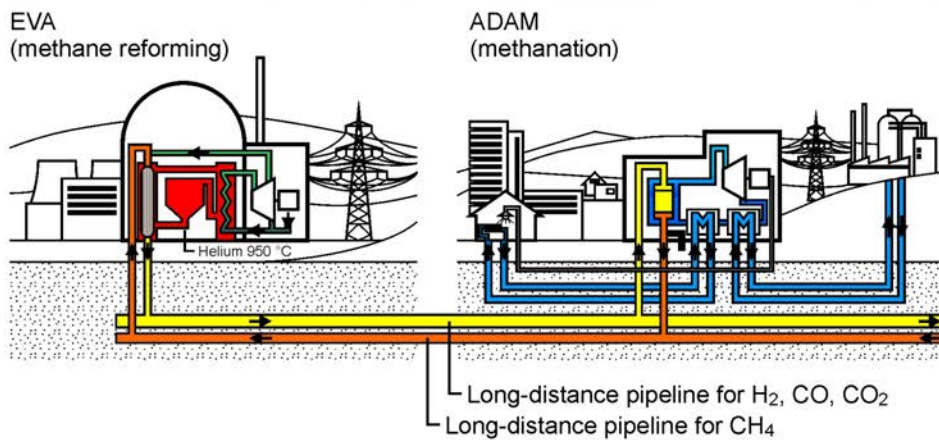 EVA
(methane reforming)
ADAM
(methanation)
Helium 950 °C
Long-distance pipeline for H₂, CO, CO₂
Long-distance pipeline for CH₄